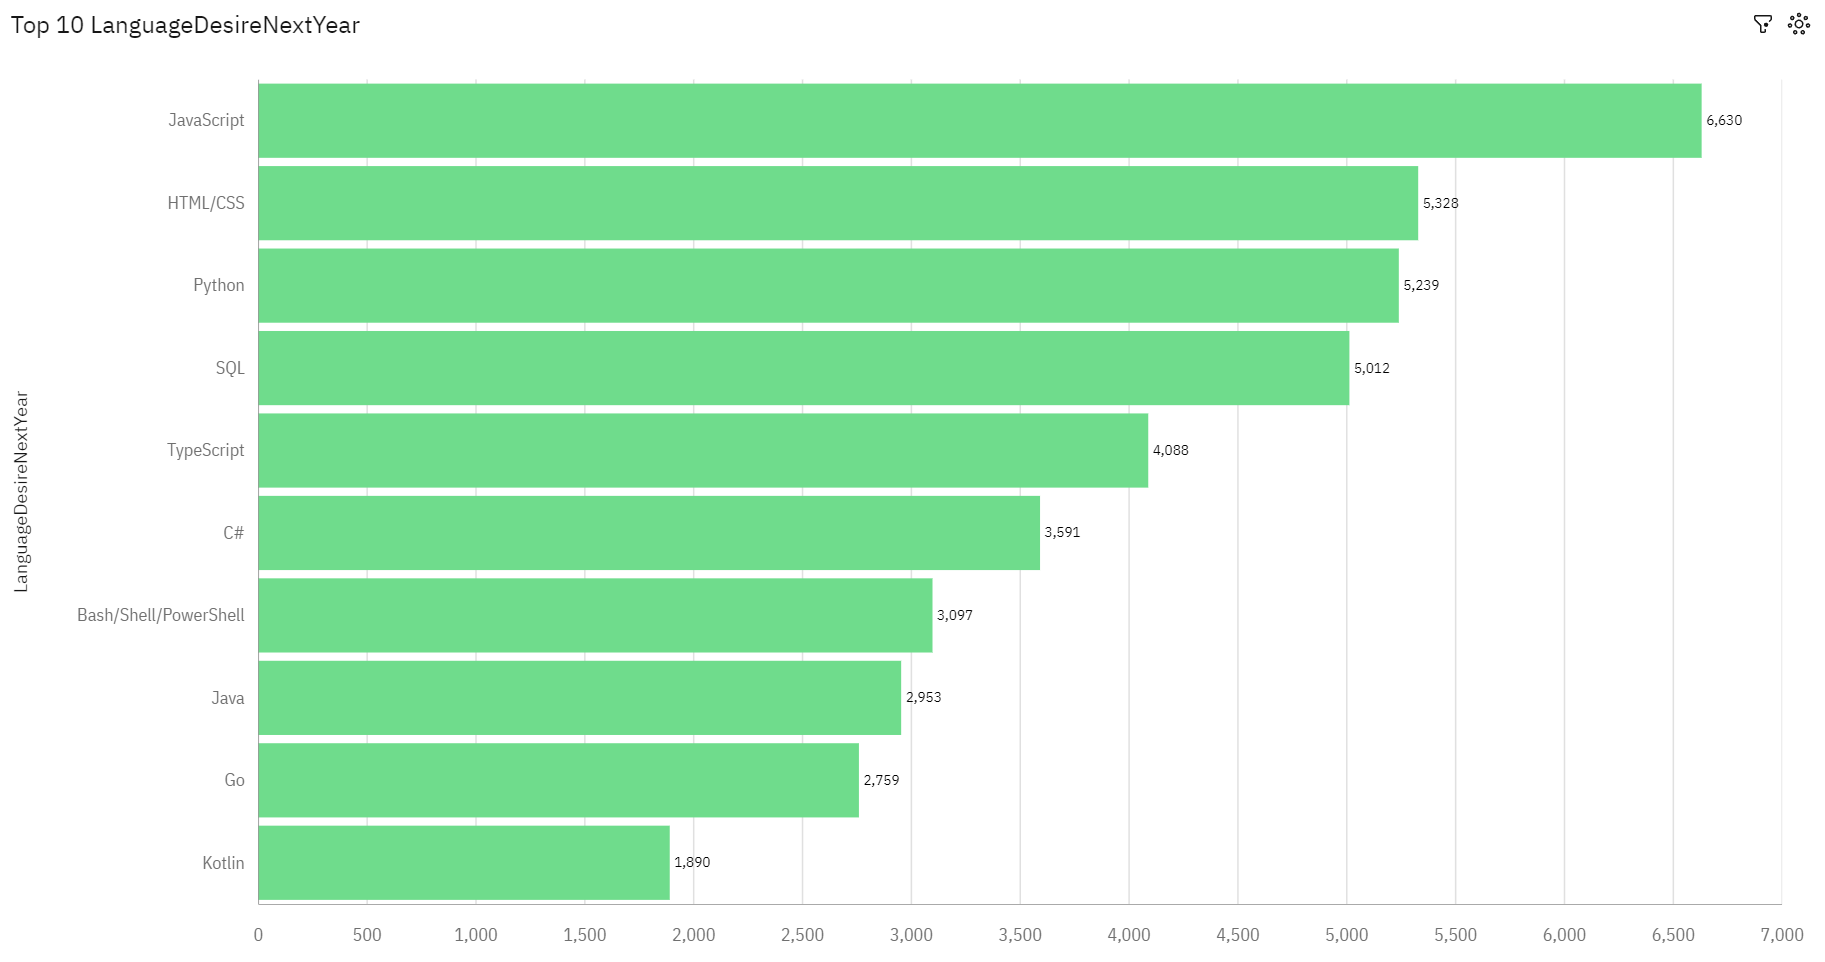 Top 10 LanguageDesireNextYear
LanguageDesireNextYear
JavaScript 6,630
HTML/CSS 5,328
Python 5,239
SQL 5,012
TypeScript 4,088
C# 3,591
Bash/Shell/PowerShell 3,097
Java 2,953
Go 2,759
Kotlin 1,890
0 500 1,000 1,500 2,000 2,500 3,000 3,500 4,000 4,500 5,000 5,500 6,000 6,500 7,000